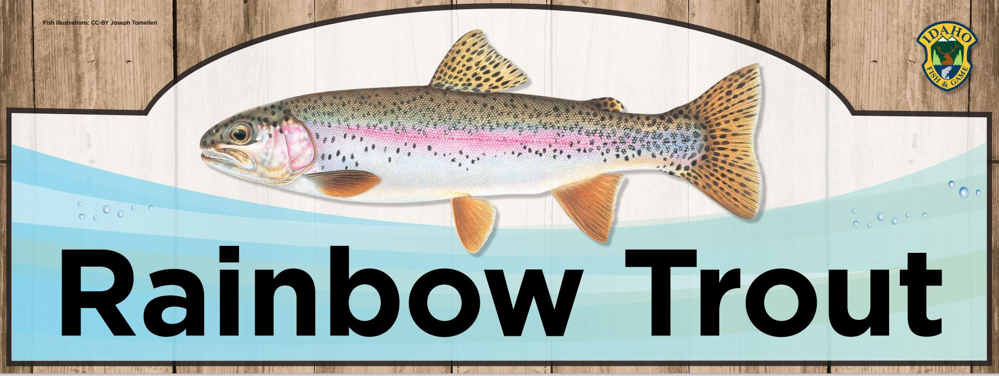 Fish Illustrations: CC-BY Joseph Tomelleri
IDAHO
FISH & GAME
Rainbow Trout